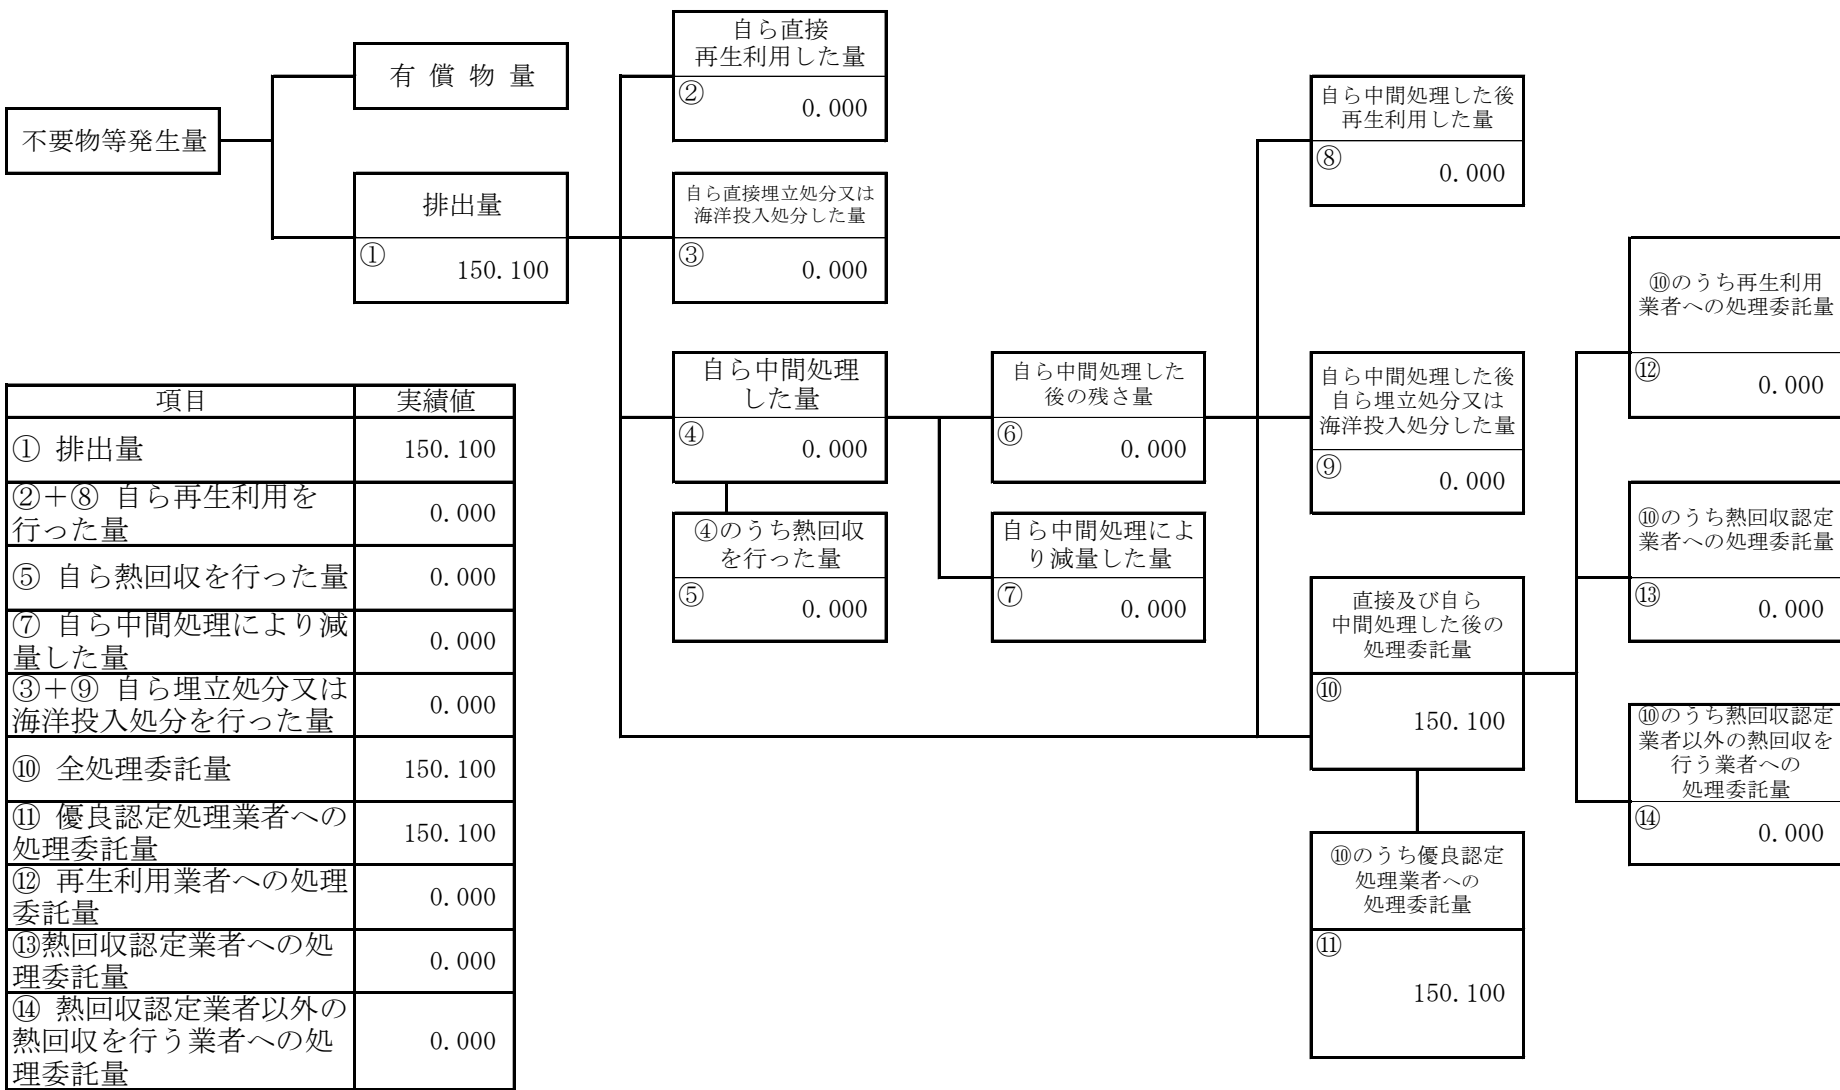 不要物等発生量
有 償 物 量
排出量
① 150.100
自ら直接
再生利用した量
② 0.000
自ら直接埋立処分又は
海洋投入処分した量
③ 0.000
自ら中間処理
した量
④ 0.000
④のうち熱回収
を行った量
⑤ 0.000
自ら中間処理した
後の残さ量
⑥ 0.000
自ら中間処理によ
り減量した量
⑦ 0.000
自ら中間処理した後
再生利用した量
⑧ 0.000
自ら中間処理した後
自ら埋立処分又は
海洋投入処分した量
⑨ 0.000
直接及び自ら
中間処理した後の
処理委託量
⑩ 150.100
⑩のうち優良認定
処理業者への
処理委託量
⑪ 150.100
⑩のうち再生利用
業者への処理委託量
⑫ 0.000
⑩のうち熱回収認定
業者への処理委託量
⑬ 0.000
⑩のうち熱回収認定
業者以外の熱回収を
行う業者への
処理委託量
⑭ 0.000
項目 実績値
① 排出量 150.100
②+⑧ 自ら再生利用を
行った量 0.000
⑤ 自ら熱回収を行った量 0.000
⑦ 自ら中間処理により減
量した量 0.000
③+⑨ 自ら埋立処分又は
海洋投入処分を行った量 0.000
⑩ 全処理委託量 150.100
⑪ 優良認定処理業者への
処理委託量 150.100
⑫ 再生利用業者への処理
委託量 0.000
⑬熱回収認定業者への処
理委託量 0.000
⑭ 熱回収認定業者以外の
熱回収を行う業者への処
理委託量 0.000